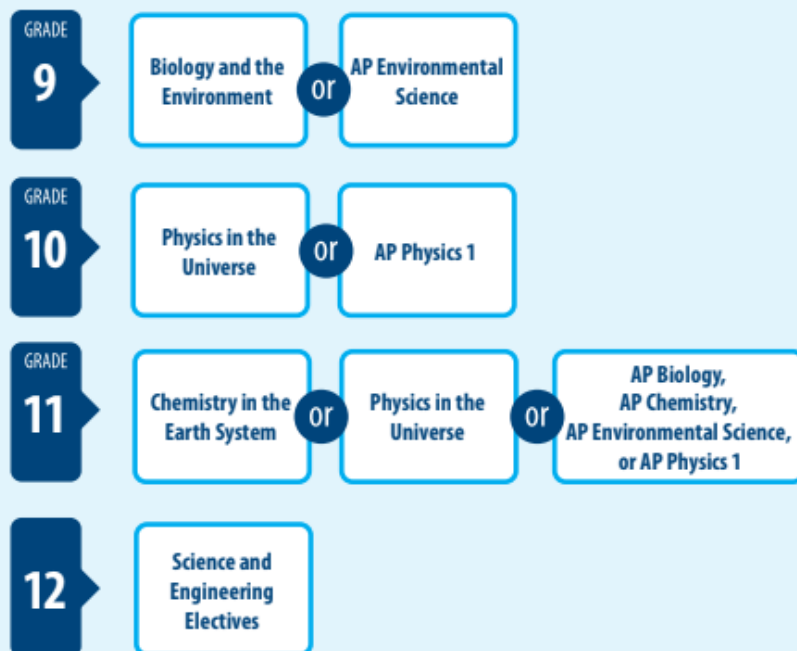 GRADE
9
Biology and the
Environment
or
AP Environmental
Science
GRADE
10
Physics in the
Universe
or
AP Physics 1
GRADE
11
Chemistry in the
Earth System
or
Physics in the
Universe
or
AP Biology,
AP Chemistry,
AP Environmental Science,
or AP Physics 1
12
Science and
Engineering
Electives